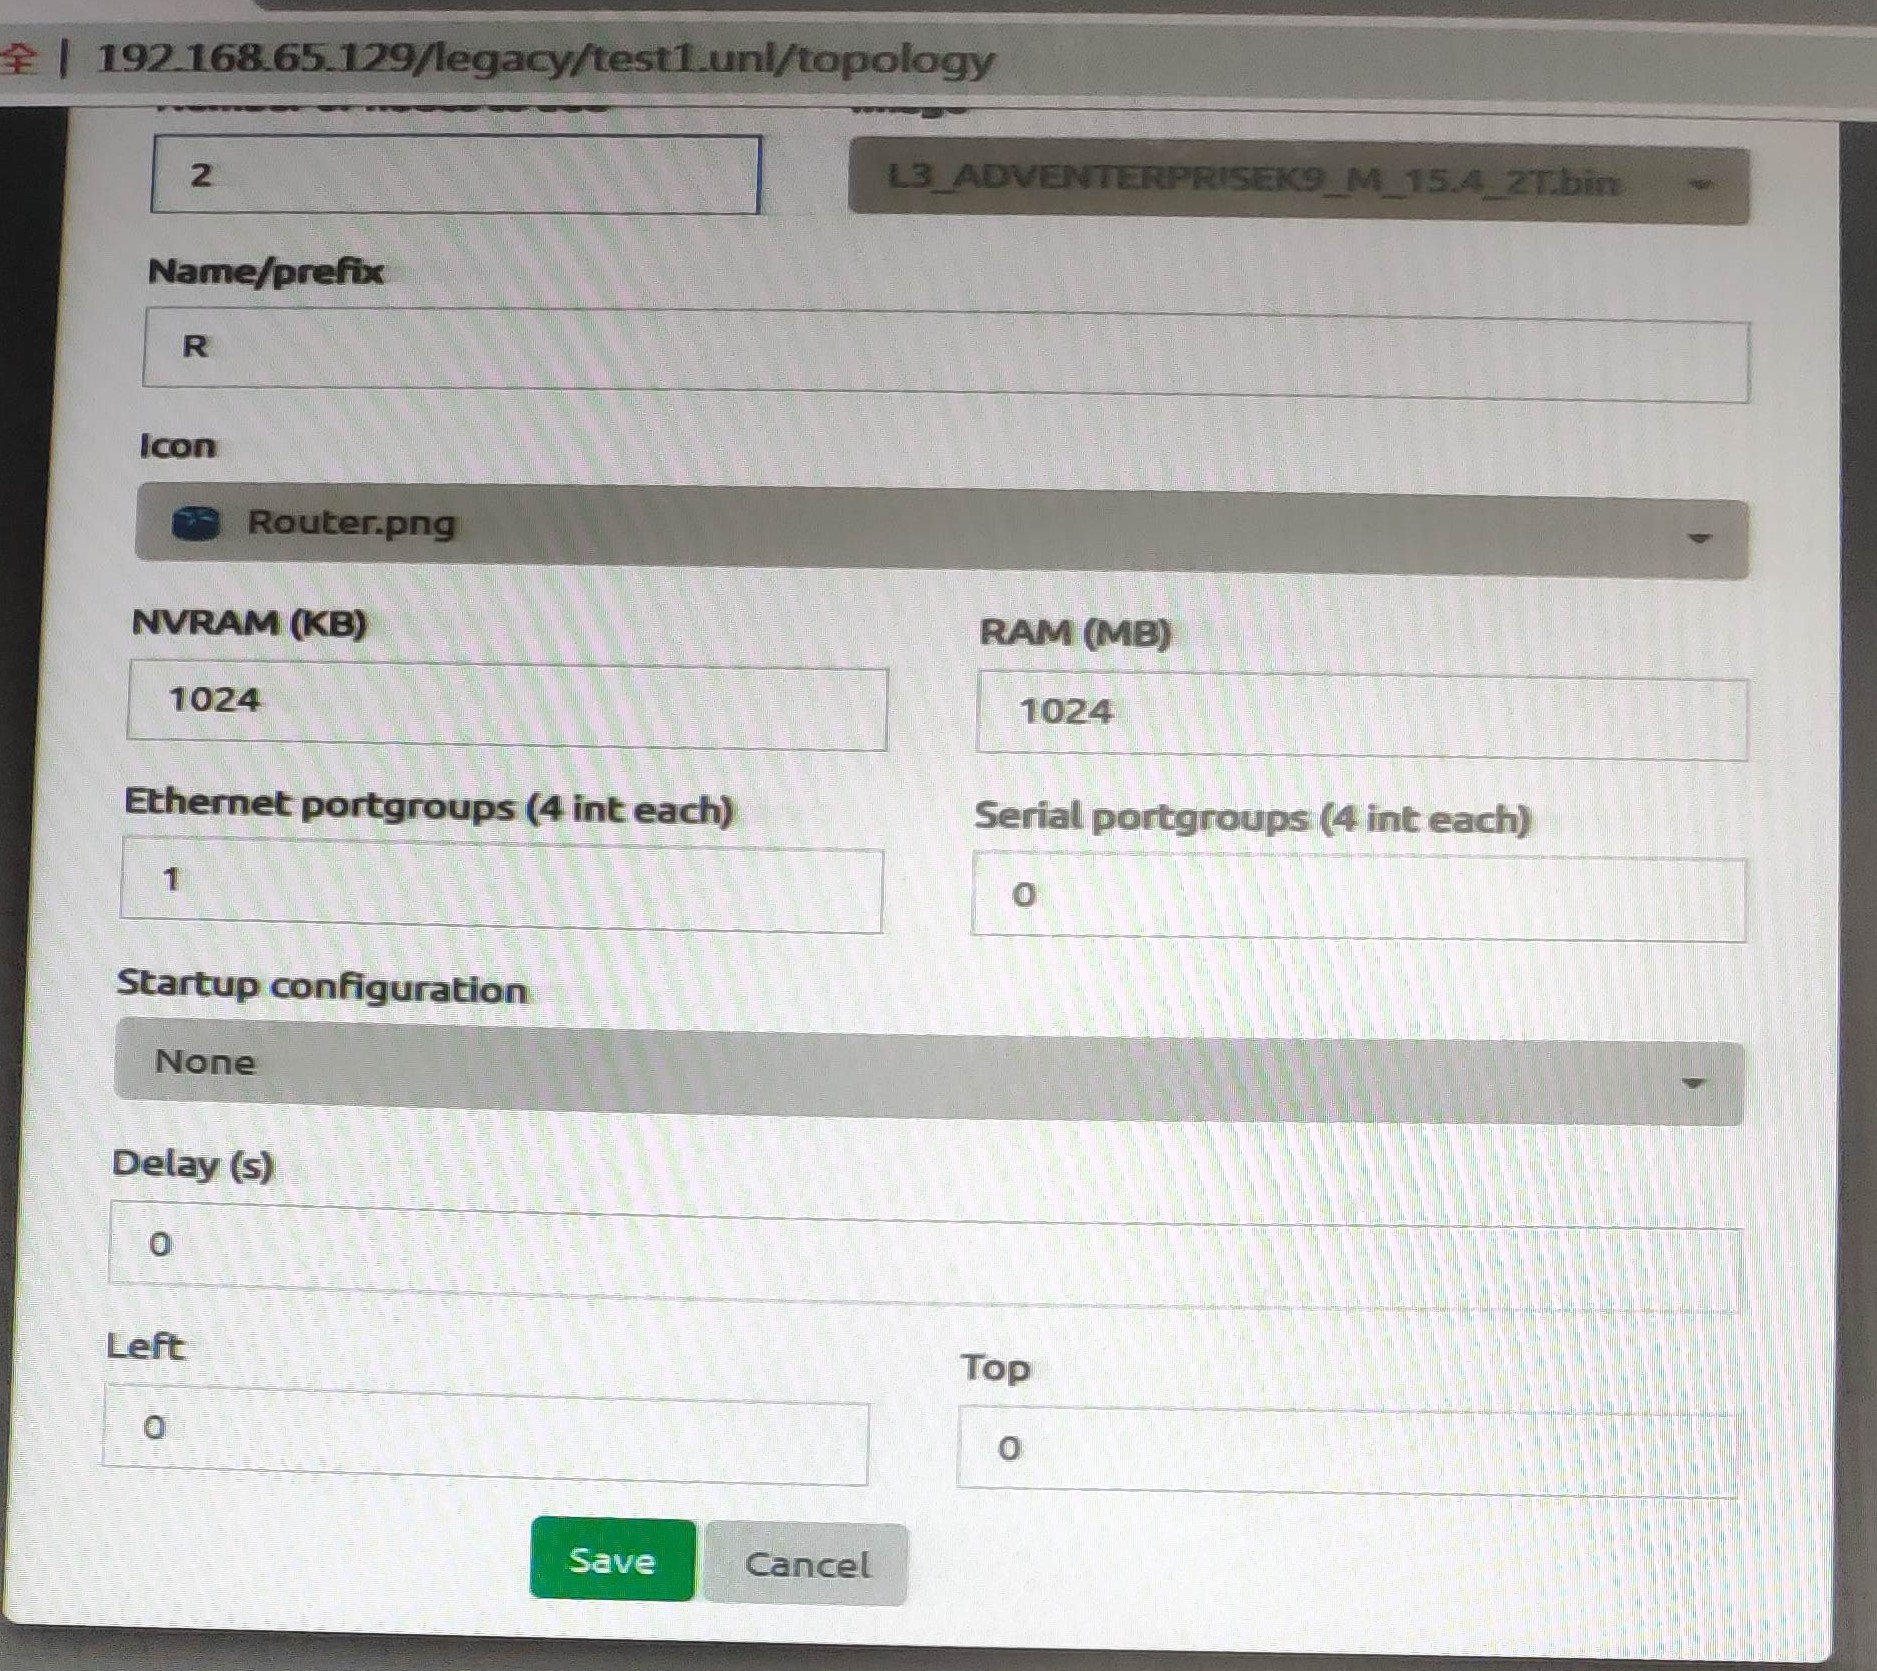 全 | 192.168.65.129/legacy/test1.unl/topology
2
L3_ADVENTERPRISEK9_M_15.4_2T.bin
Name/prefix
R
Icon
Router.png
NVRAM (KB)
RAM (MB)
1024
1024
Ethernet portgroups (4 int each)
Serial portgroups (4 int each)
1
0
Startup configuration
None
Delay (s)
0
Left
Top
0
0
Save
Cancel